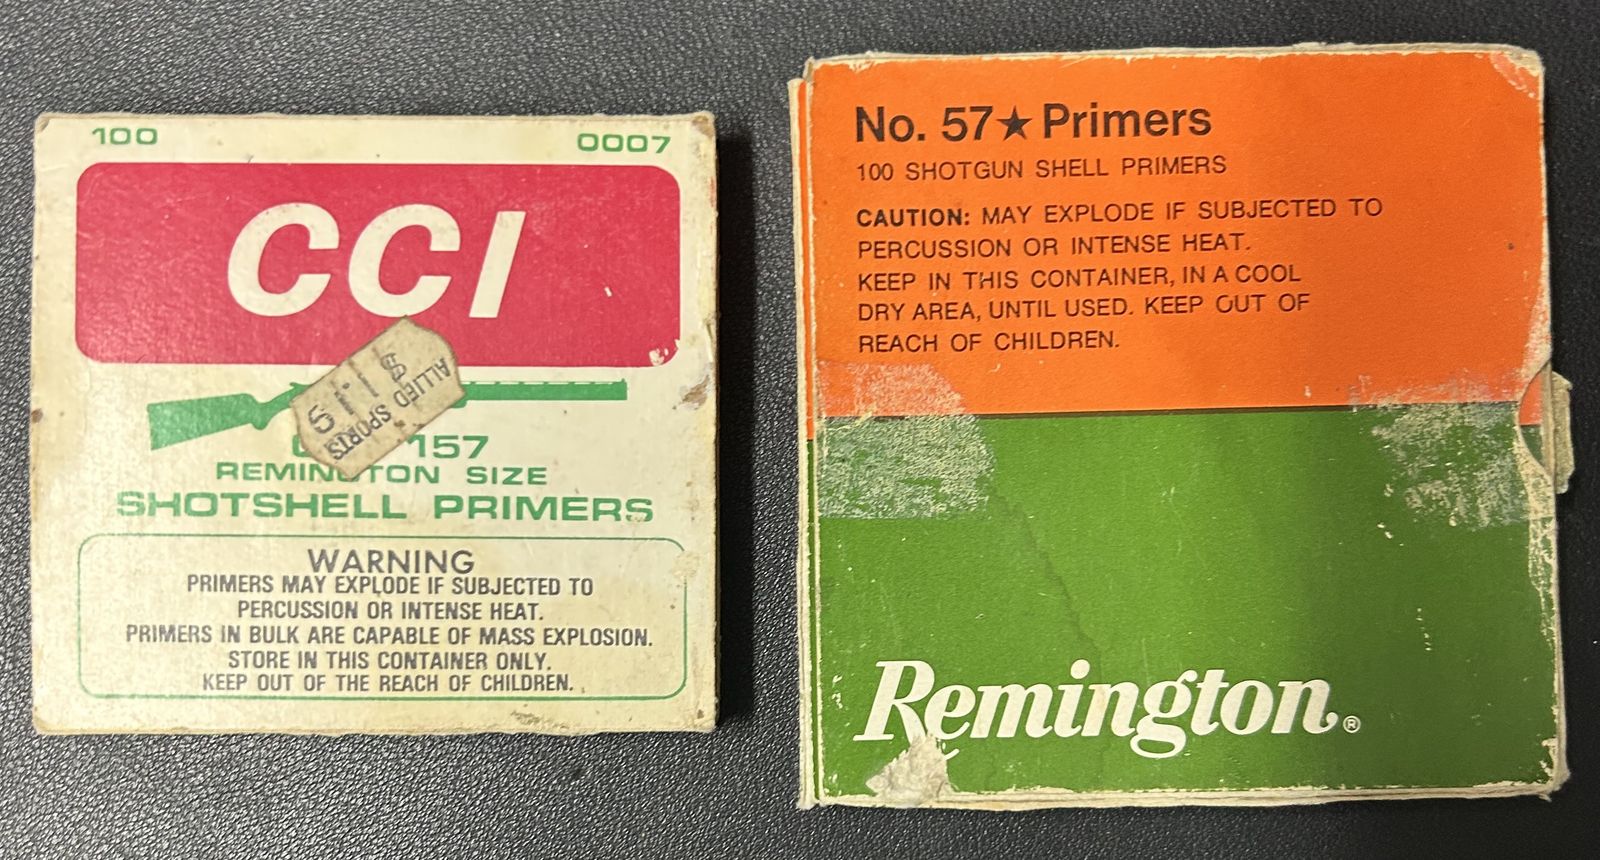 100 0007
CCI
$1.19
ALLIED SPORTS
157
REMINGTON SIZE
SHOTSHELL PRIMERS
WARNING
PRIMERS MAY EXPLODE IF SUBJECTED TO
PERCUSSION OR INTENSE HEAT.
PRIMERS IN BULK ARE CAPABLE OF MASS EXPLOSION.
STORE IN THIS CONTAINER ONLY.
KEEP OUT OF THE REACH OF CHILDREN.
No. 57★ Primers
100 SHOTGUN SHELL PRIMERS
CAUTION: MAY EXPLODE IF SUBJECTED TO
PERCUSSION OR INTENSE HEAT.
KEEP IN THIS CONTAINER, IN A COOL
DRY AREA, UNTIL USED. KEEP OUT OF
REACH OF CHILDREN.
Remington®